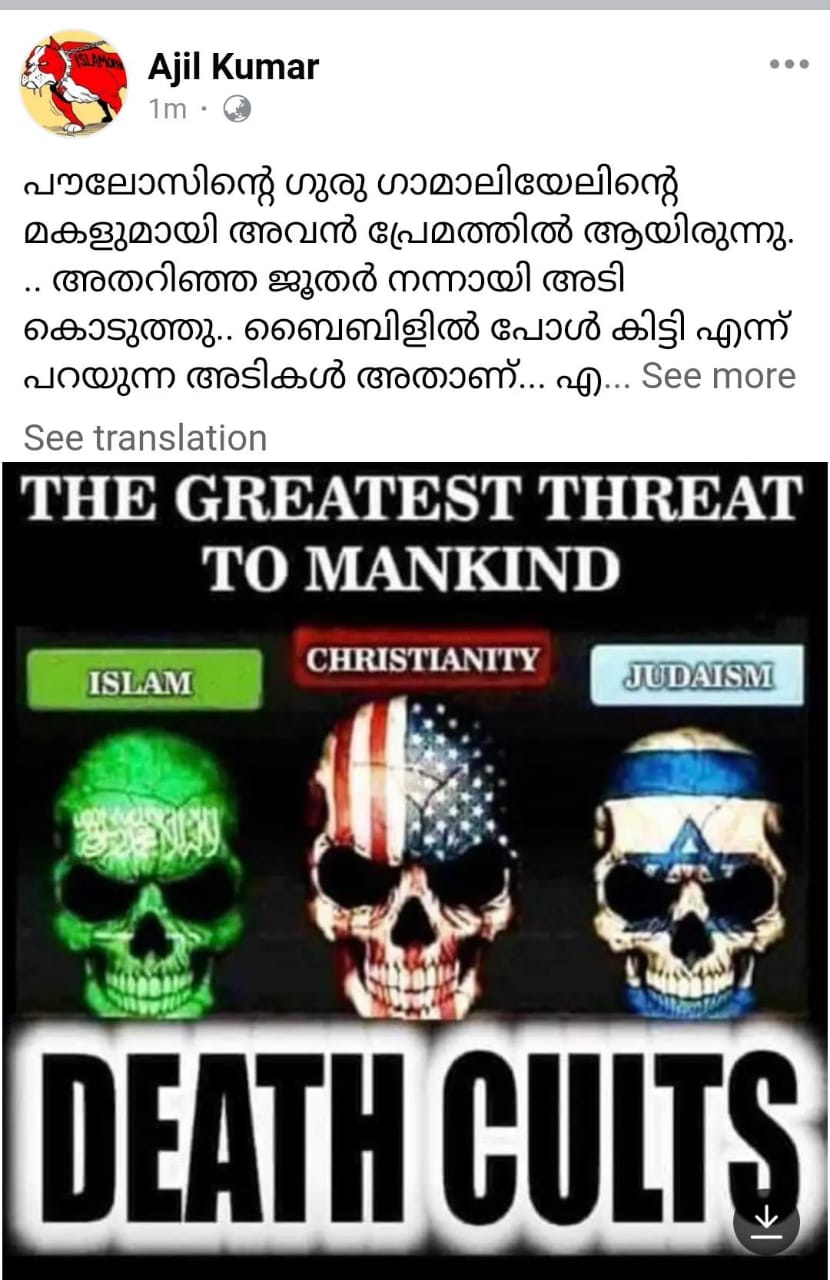 Ajil Kumar
1m
പൗലോസിന്റെ ഗുരു ഗാമാലിയേലിന്റെ
മകളുമായി അവൻ പ്രേമത്തിൽ ആയിരുന്നു.
.. അതറിഞ്ഞ ജൂതർ നന്നായി അടി
കൊടുത്തു.. ബൈബിളിൽ പോൾ കിട്ടി എന്ന്
പറയുന്ന അടികൾ അതാണ്... എ... See more
See translation
THE GREATEST THREAT
TO MANKIND
ISLAM
CHRISTIANITY
JUDAISM
DEATH CULTS